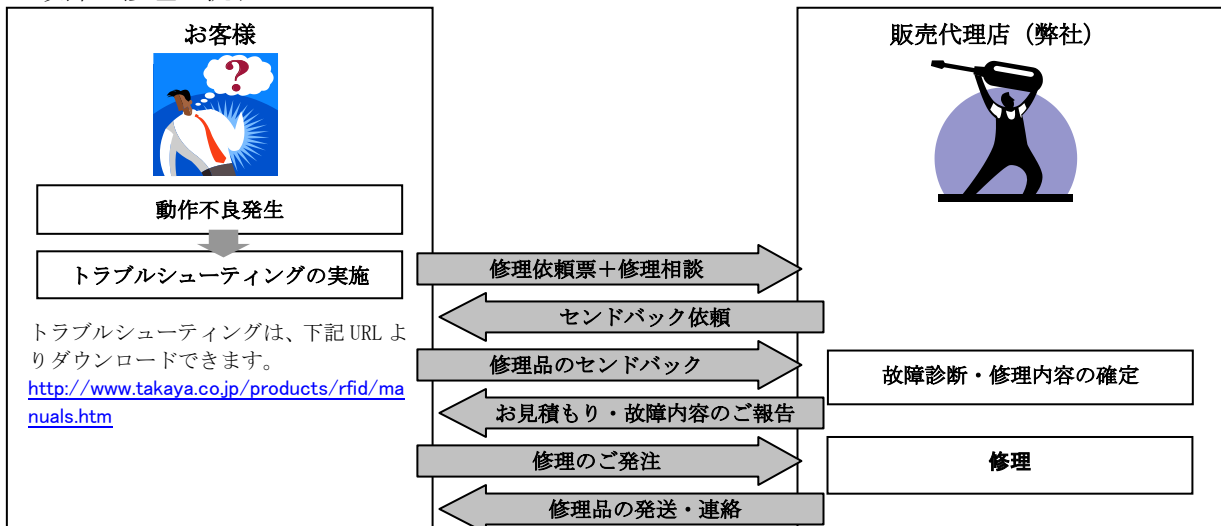 お客様
販売代理店（弊社）
?
動作不良発生
トラブルシューティングの実施
トラブルシューティングは、下記 URL よ
りダウンロードできます。
http://www.takaya.co.jp/products/rfid/ma
nuals.htm
修理依頼票＋修理相談
センドバック依頼
修理品のセンドバック
故障診断・修理内容の確定
お見積もり・故障内容のご報告
修理のご発注
修理
修理品の発送・連絡